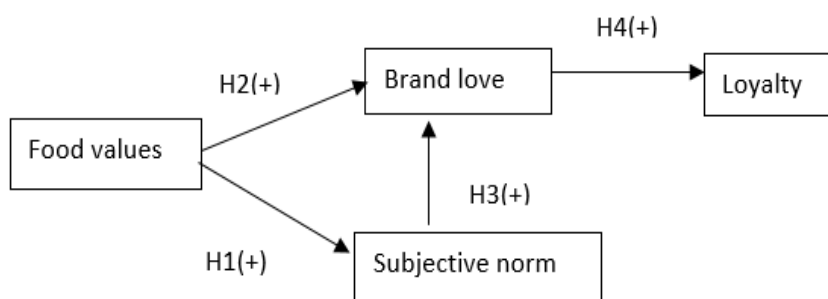 H4(+)
H2(+)
Brand love
Loyalty
Food values
H3(+)
H1(+)
Subjective norm